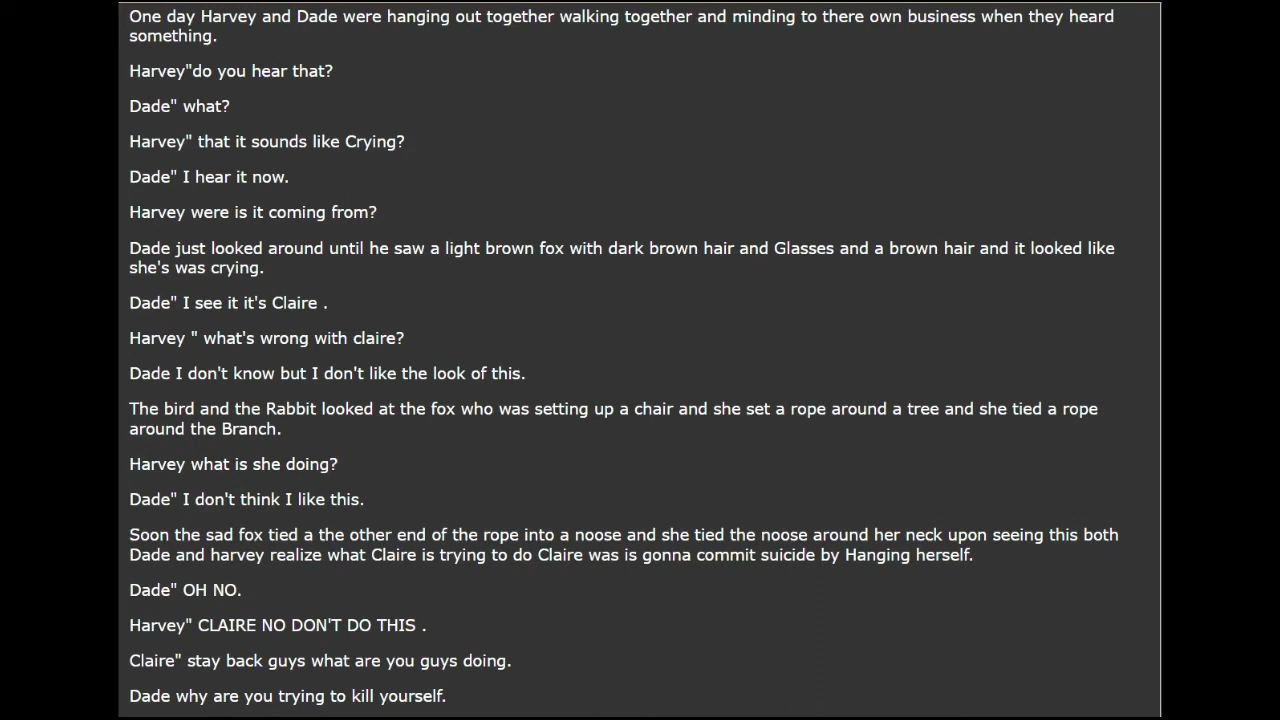 One day Harvey and Dade were hanging out together walking together and minding to there own business when they heard
something.
Harvey"do you hear that?
Dade" what?
Harvey" that it sounds like Crying?
Dade" I hear it now.
Harvey were is it coming from?
Dade just looked around until he saw a light brown fox with dark brown hair and Glasses and a brown hair and it looked like
she's was crying.
Dade" I see it it's Claire .
Harvey " what's wrong with claire?
Dade I don't know but I don't like the look of this.
The bird and the Rabbit looked at the fox who was setting up a chair and she set a rope around a tree and she tied a rope
around the Branch.
Harvey what is she doing?
Dade" I don't think I like this.
Soon the sad fox tied a the other end of the rope into a noose and she tied the noose around her neck upon seeing this both
Dade and harvey realize what Claire is trying to do Claire was is gonna commit suicide by Hanging herself.
Dade" OH NO.
Harvey" CLAIRE NO DON'T DO THIS .
Claire" stay back guys what are you guys doing.
Dade why are you trying to kill yourself.